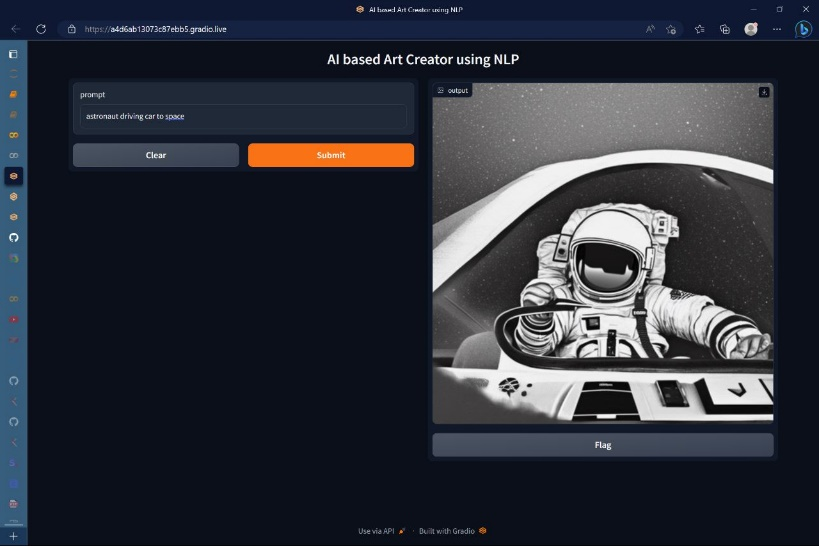 AI based Art Creator using NLP
https://a4d6ab13073c87ebb5.gradio.live
AI based Art Creator using NLP
prompt
astronaut driving car to space
Clear
Submit
output
Flag
Use via API
·
Built with Gradio